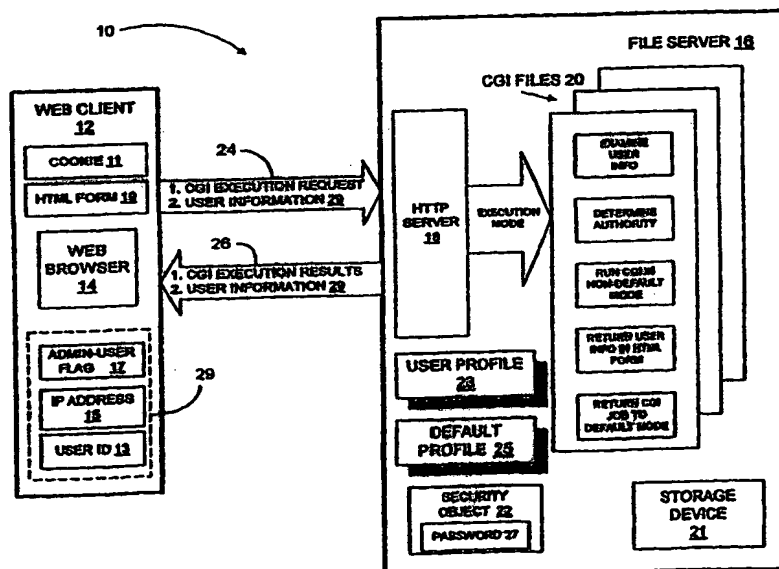 10
WEB CLIENT
12
COOKIE 11
HTML FORM 19
WEB
BROWSER
14
ADMIN-USER
FLAG 17
IP ADDRESS
15
USER ID 13
29
24
1. CGI EXECUTION REQUEST
2. USER INFORMATION 29
26
1. CGI EXECUTION RESULTS
2. USER INFORMATION 29
FILE SERVER 16
CGI FILES 20
HTTP
SERVER
18
EXECUTION
MODE
EXAMINE
USER
INFO
DETERMINE
AUTHORITY
RUN CGI IN
NON-DEFAULT
MODE
RETURN USER
INFO IN HTML
FORM
RETURN CGI
JOB TO
DEFAULT MODE
USER PROFILE
23
DEFAULT
PROFILE 25
SECURITY
OBJECT 22
PASSWORD 27
STORAGE
DEVICE
21